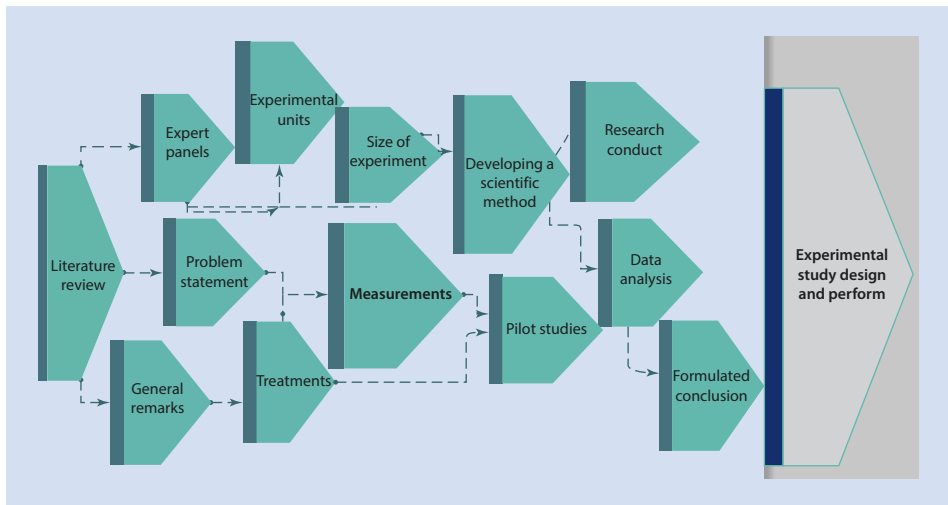 Literature
review
Expert
panels
Experimental
units
Size of
experiment
Developing a
scientific
method
Research
conduct
Problem
statement
Measurements
Pilot studies
Data
analysis
General
remarks
Treatments
Formulated
conclusion
Experimental
study design
and perform